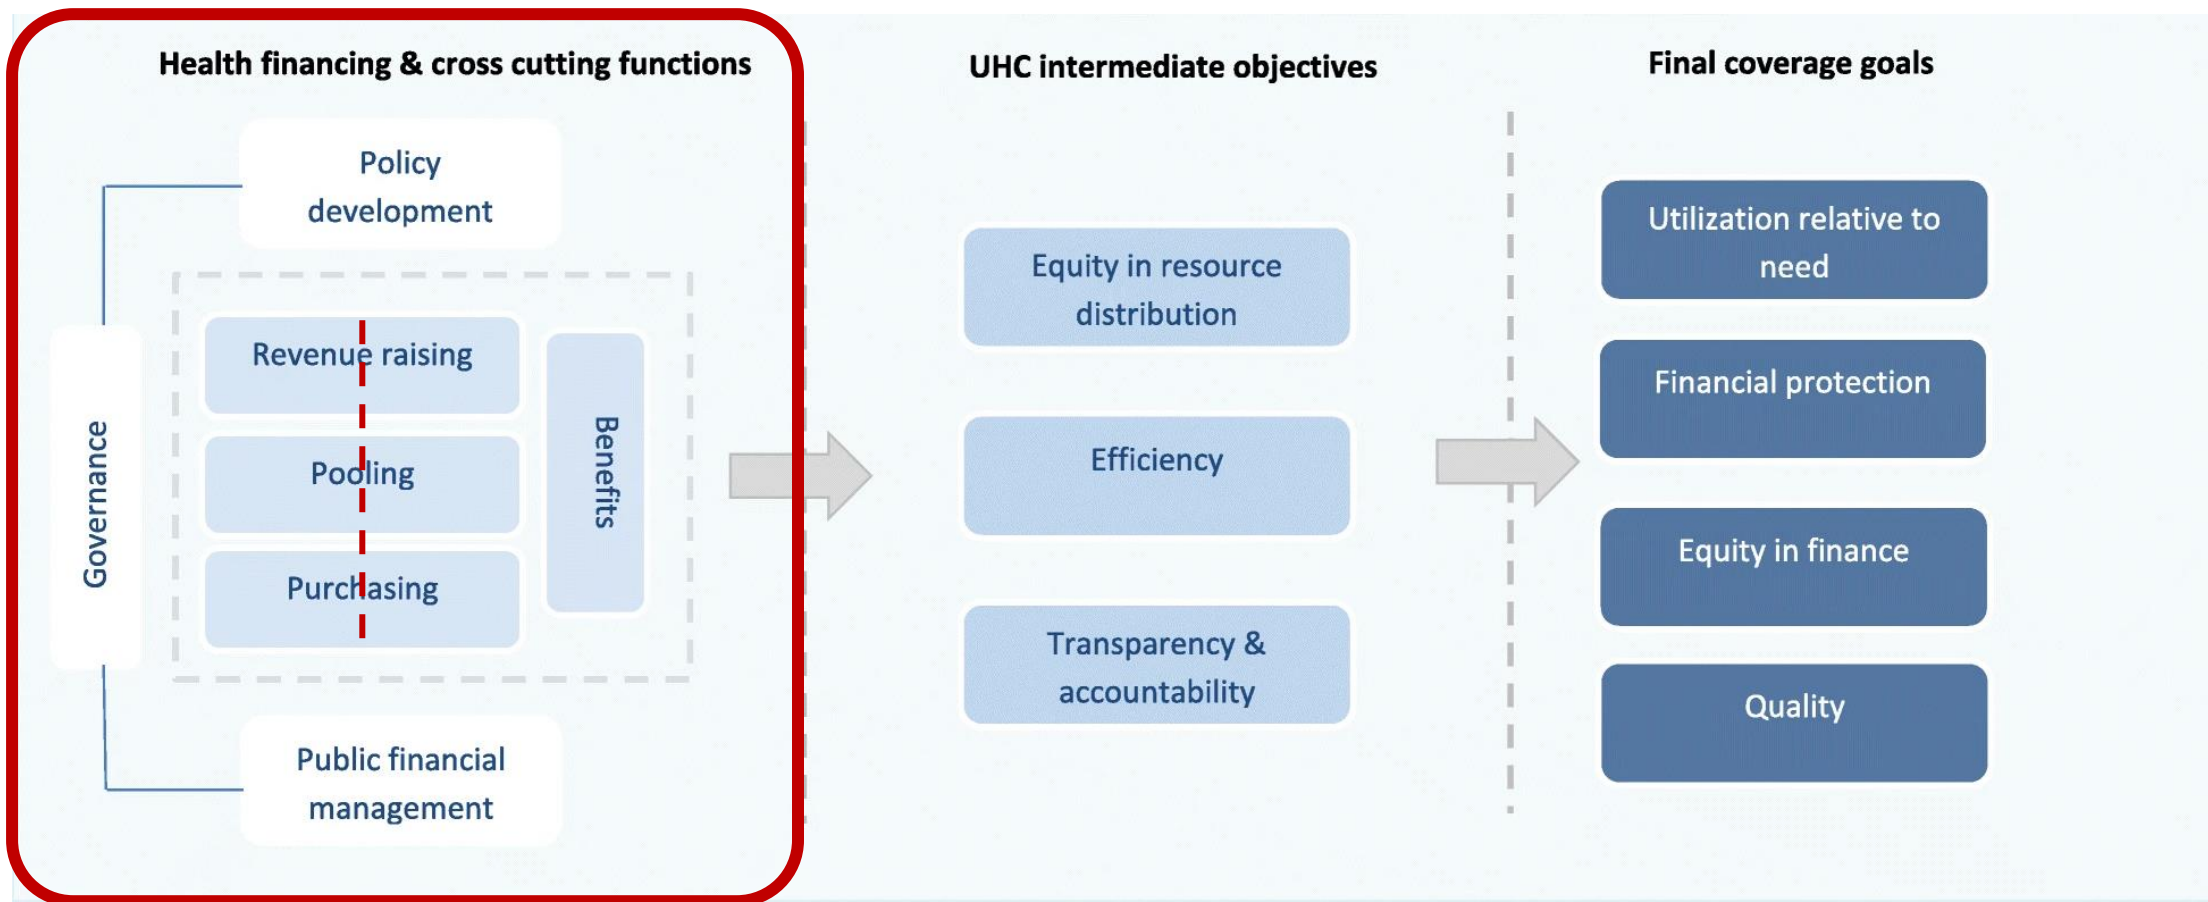 Health financing & cross cutting functions
Policy
development
Governance
Revenue raising
Pooling
Purchasing
Benefits
Public financial
management
UHC intermediate objectives
Equity in resource
distribution
Efficiency
Transparency &
accountability
Final coverage goals
Utilization relative to
need
Financial protection
Equity in finance
Quality